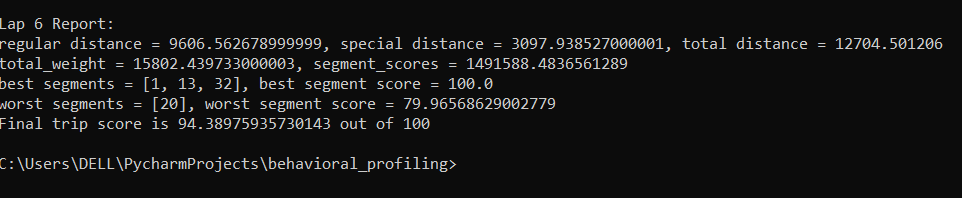 Lap 6 Report:
regular distance = 9606.562678999999, special distance = 3097.938527000001, total distance = 12704.501206
total_weight = 15802.439733000003, segment_scores = 1491588.4836561289
best segments = [1, 13, 32], best segment score = 100.0
worst segments = [20], worst segment score = 79.96568629002779
Final trip score is 94.38975935730143 out of 100
C:\Users\DELL\PycharmProjects\behavioral_profiling>